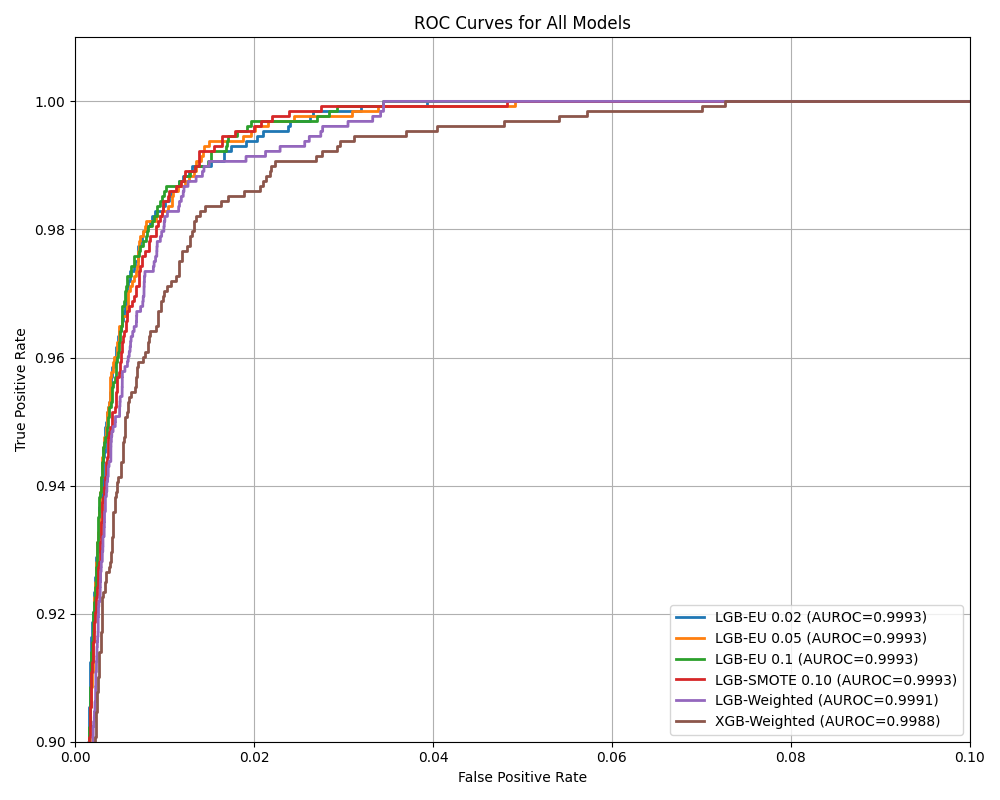 ROC Curves for All Models
True Positive Rate
1.00
0.98
0.96
0.94
0.92
0.90
0.00
0.02
0.04
0.06
0.08
0.10
False Positive Rate
LGB-EU 0.02 (AUROC=0.9993)
LGB-EU 0.05 (AUROC=0.9993)
LGB-EU 0.1 (AUROC=0.9993)
LGB-SMOTE 0.10 (AUROC=0.9993)
LGB-Weighted (AUROC=0.9991)
XGB-Weighted (AUROC=0.9988)